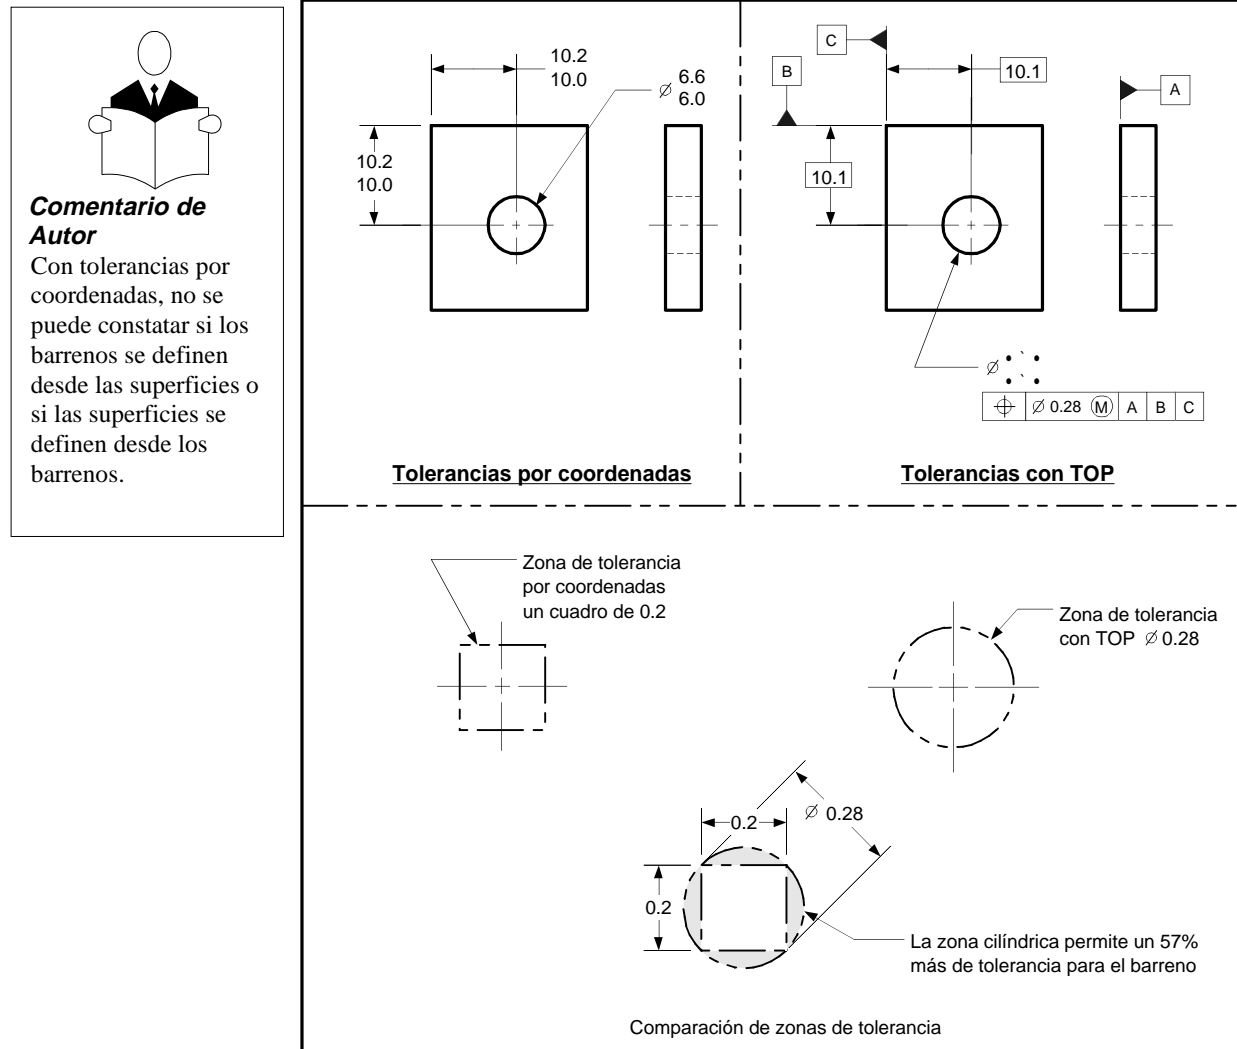 Comentario de
Autor
Con tolerancias por
coordenadas, no se
puede constatar si los
barrenos se definen
desde las superficies o
si las superficies se
definen desde los
barrenos.
10.2
10.0
⌀ 6.6
6.0
10.2
10.0
Tolerancias por coordenadas
C
B
10.1
A
10.1
⌀
⌖ ⌀ 0.28 Ⓜ A B C
Tolerancias con TOP
Zona de tolerancia
por coordenadas
un cuadro de 0.2
Zona de tolerancia
con TOP ⌀ 0.28
0.2
⌀ 0.28
0.2
La zona cilíndrica permite un 57%
más de tolerancia para el barreno
Comparación de zonas de tolerancia